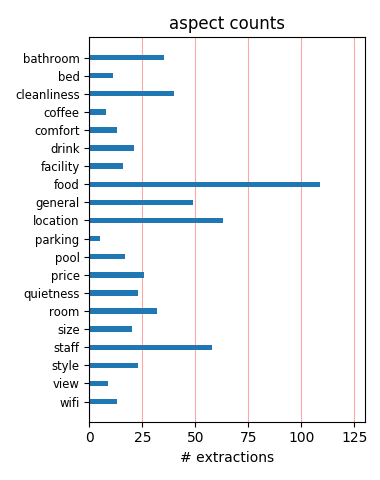 aspect counts
bathroom
bed
cleanliness
coffee
comfort
drink
facility
food
general
location
parking
pool
price
quietness
room
size
staff
style
view
wifi
0 25 50 75 100 125
# extractions